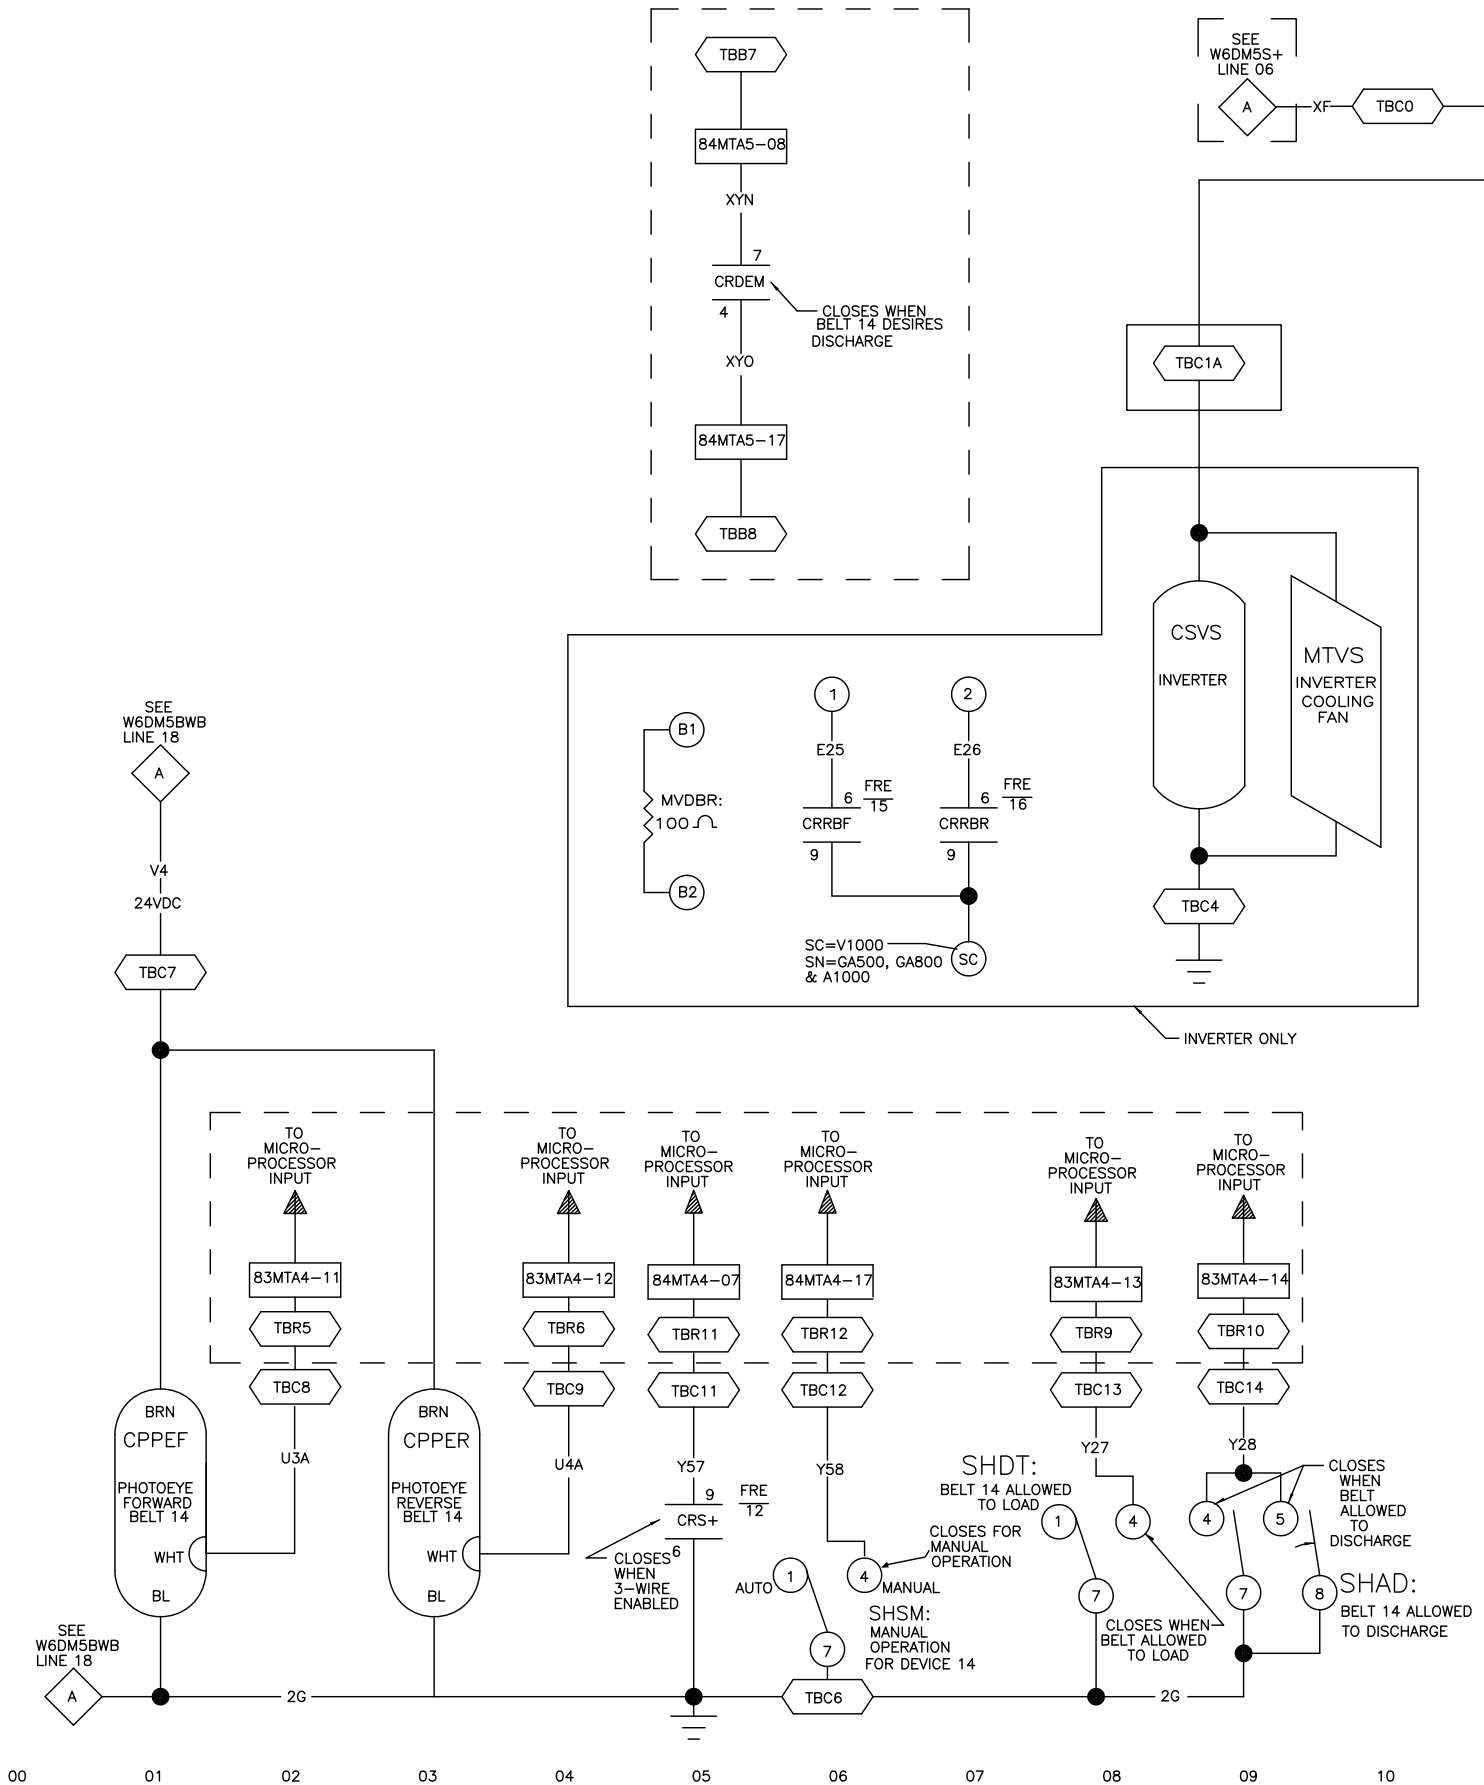 TBB7
84MTA5-08
XYN
7
CRDEM
4
CLOSES WHEN
BELT 14 DESIRES
DISCHARGE
XYO
84MTA5-17
TBB8
SEE
W6DM5S+
LINE 06
A
XF
TBC0
TBC1A
CSVS
INVERTER
MTVS
INVERTER
COOLING
FAN
TBC4
B1
MVDBR:
100
B2
1
E25
6
FRE
15
CRRBF
9
2
E26
6
FRE
16
CRRBR
9
SC=V1000
SN=GA500, GA800
& A1000
SC
INVERTER ONLY
SEE
W6DM5BWB
LINE 18
A
V4
24VDC
TBC7
TO
MICRO-
PROCESSOR
INPUT
83MTA4-11
TBR5
TBC8
U3A
TO
MICRO-
PROCESSOR
INPUT
83MTA4-12
TBR6
TBC9
U4A
TO
MICRO-
PROCESSOR
INPUT
84MTA4-07
TBR11
TBC11
Y57
9
FRE
12
CRS+
6
CLOSES
WHEN
3-WIRE
ENABLED
TO
MICRO-
PROCESSOR
INPUT
84MTA4-17
TBR12
TBC12
Y58
CLOSES FOR
MANUAL
OPERATION
AUTO
1
4
MANUAL
SHSM:
MANUAL
OPERATION
FOR DEVICE 14
7
TBC6
TO
MICRO-
PROCESSOR
INPUT
83MTA4-13
TBR9
TBC13
Y27
SHDT:
BELT 14 ALLOWED
TO LOAD
1
4
7
CLOSES WHEN
BELT ALLOWED
TO LOAD
TO
MICRO-
PROCESSOR
INPUT
83MTA4-14
TBR10
TBC14
Y28
CLOSES
WHEN
BELT
ALLOWED
TO
DISCHARGE
4
5
7
8
SHAD:
BELT 14 ALLOWED
TO DISCHARGE
BRN
CPPEF
PHOTOEYE
FORWARD
BELT 14
WHT
BL
BRN
CPPER
PHOTOEYE
REVERSE
BELT 14
WHT
BL
SEE
W6DM5BWB
LINE 18
A
2G
2G
00 01 02 03 04 05 06 07 08 09 10